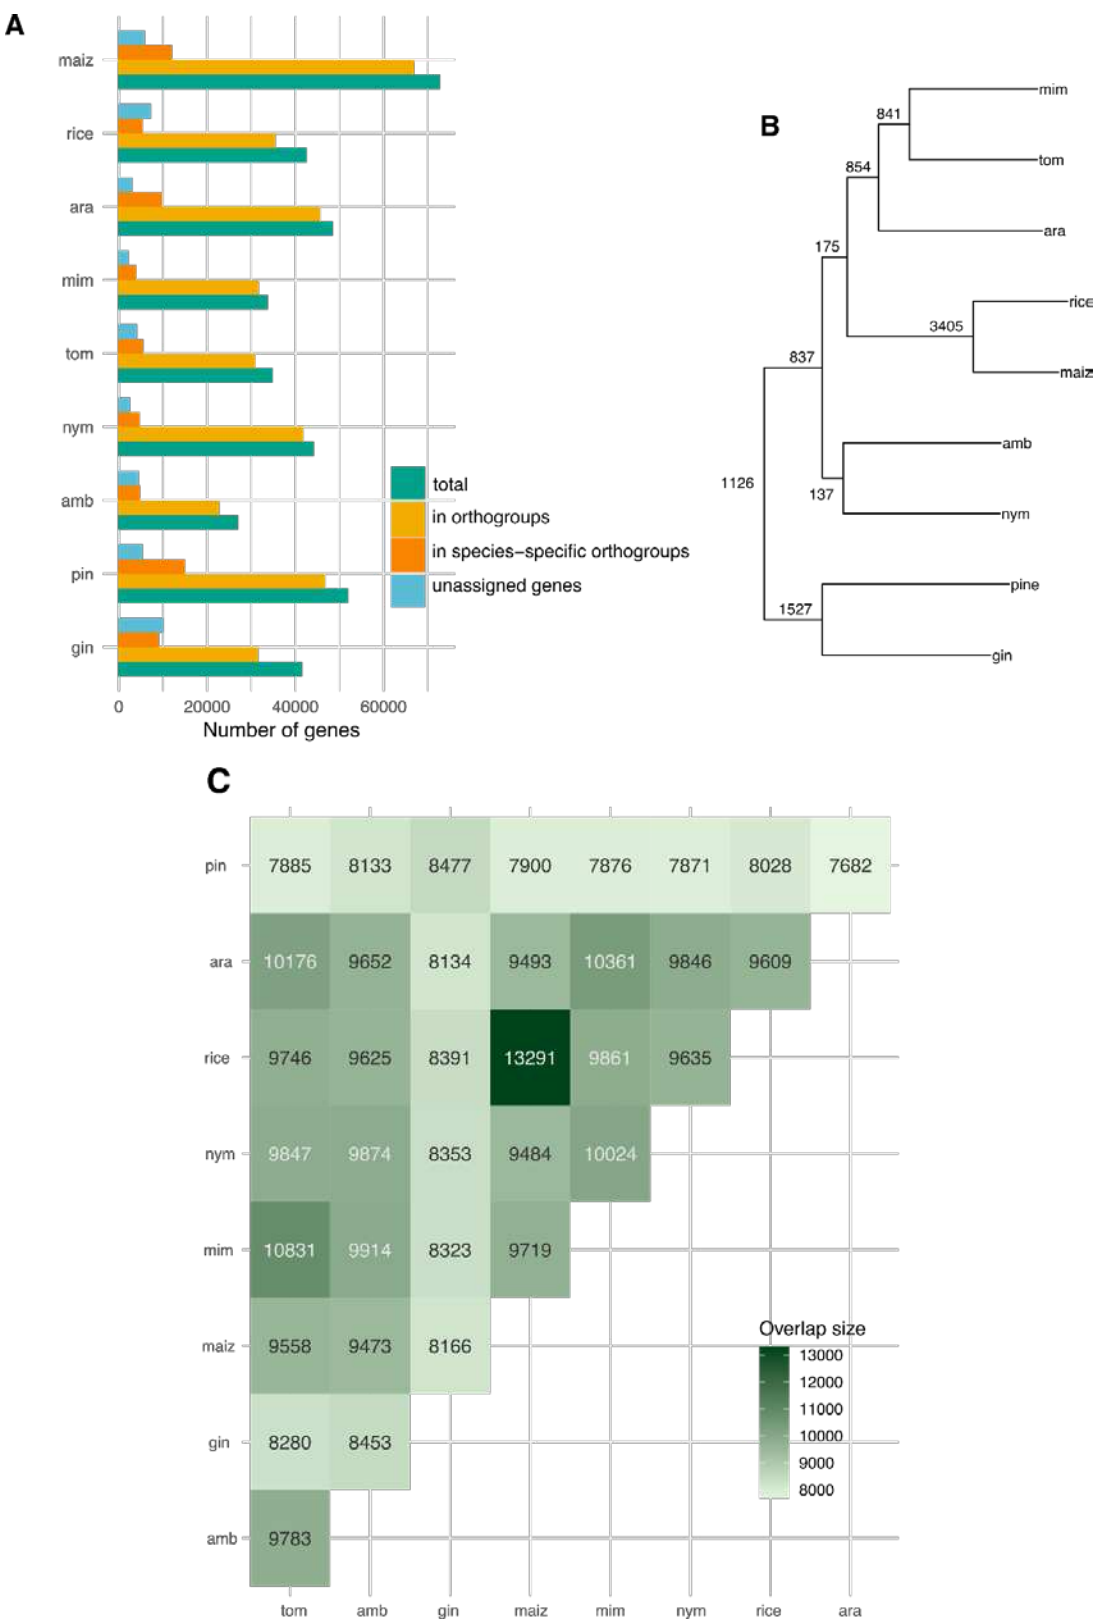 A
maiz
rice
ara
mim
tom
nym
amb
pin
gin
0 20000 40000 60000
Number of genes
total
in orthogroups
in species–specific orthogroups
unassigned genes
B
mim
841
tom
854
ara
175
rice
3405
837
maiz
amb
1126
137
nym
pine
1527
gin
C
pin 7885 8133 8477 7900 7876 7871 8028 7682
ara 10176 9652 8134 9493 10361 9846 9609
rice 9746 9625 8391 13291 9861 9635
nym 9847 9874 8353 9484 10024
mim 10831 9914 8323 9719
maiz 9558 9473 8166
gin 8280 8453
amb 9783
tom amb gin maiz mim nym rice ara
Overlap size
13000
12000
11000
10000
9000
8000